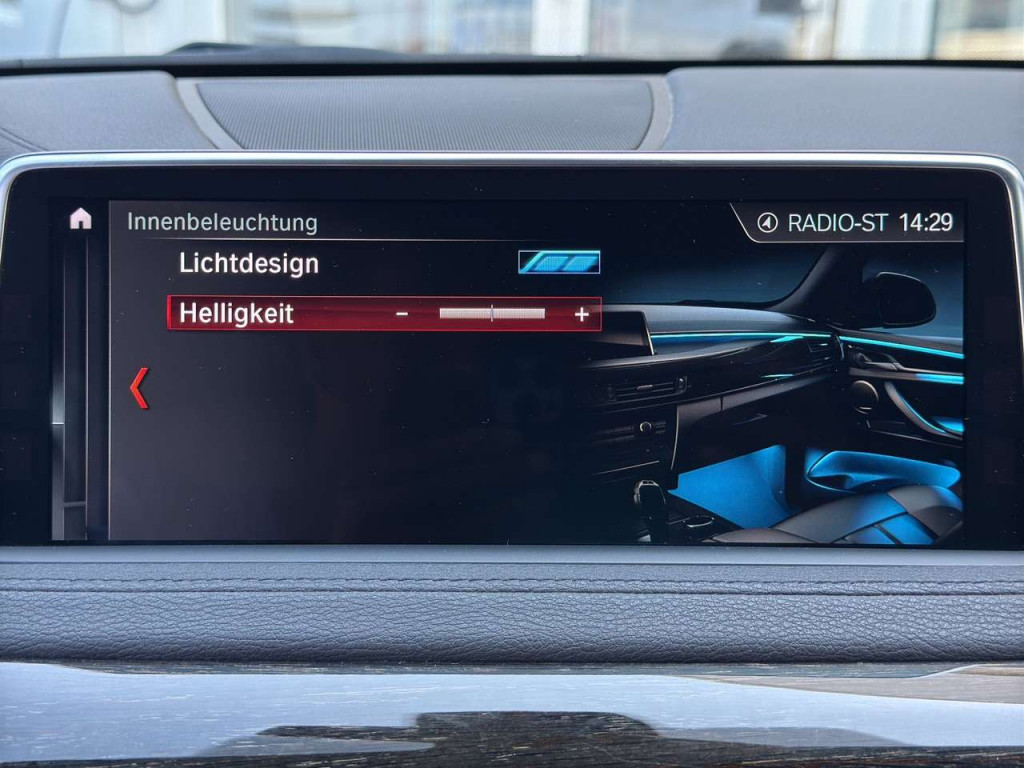 Innenbeleuchtung
RADIO-ST 14:29
Lichtdesign
Helligkeit - +